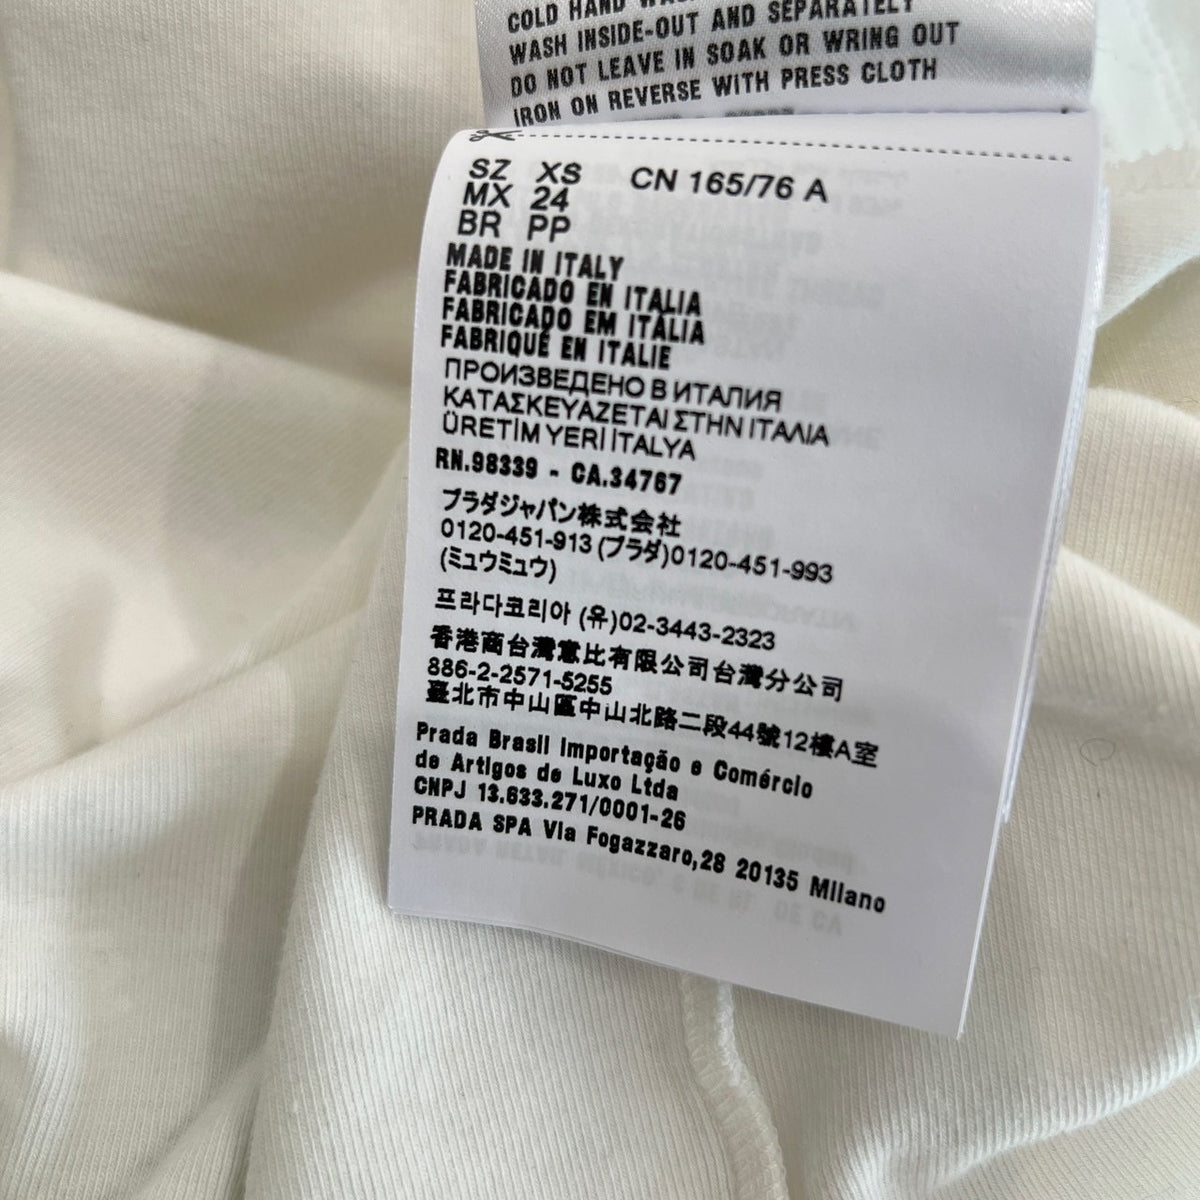 COLD HAND
WASH INSIDE-OUT AND SEPARATELY
DO NOT LEAVE IN SOAK OR WRING OUT
IRON ON REVERSE WITH PRESS CLOTH
SZ XS CN 165/76 A
MX 24
BR PP
MADE IN ITALY
FABRICADO EN ITALIA
FABRICADO EM ITÁLIA
FABRIQUÉ EN ITALIE
ПРОИЗВЕДЕНО В ИТАЛИЯ
ΚΑΤΑΣΚΕΥΑΖΕΤΑΙ ΣΤΗΝ ΙΤΑΛΙΑ
ÜRETİM YERİ İTALYA
RN.98339 - CA.34767
プラダジャパン株式会社
0120-451-913 (プラダ)0120-451-993
(ミュウミュウ)
프라다코리아 (유)02-3443-2323
香港商台灣意比有限公司台灣分公司
886-2-2571-5255
臺北市中山區中山北路二段44號12樓A室
Prada Brasil Importação e Comércio
de Artigos de Luxo Ltda
CNPJ 13.633.271/0001-26
PRADA SPA Via Fogazzaro,28 20135 Milano